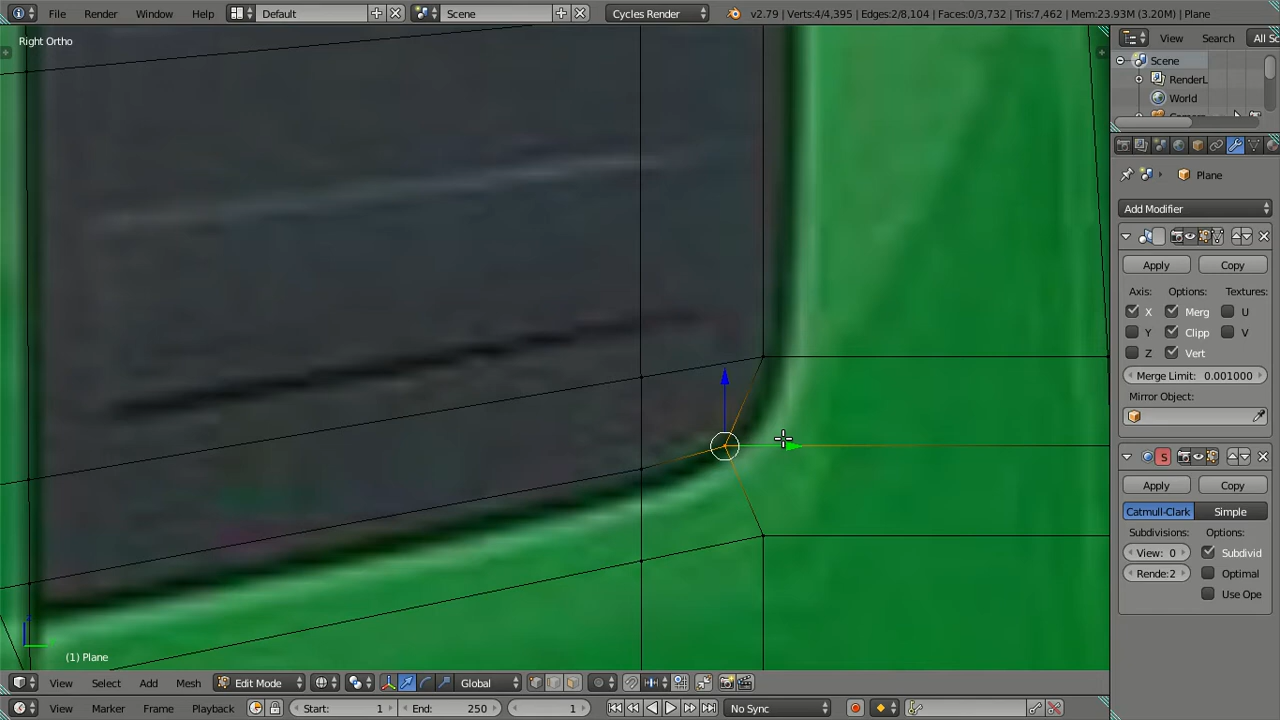 File Render Window Help Default Scene Cycles Render v2.79 | Verts:4/4,395 | Edges:2/8,104 | Faces:0/3,732 | Tris:7,462 | Mem:23.93M (3.20M) | Plane
Right Ortho
View Search All Sc
Scene
RenderL
World
Plane
Add Modifier
Apply Copy
Axis: Options: Textures:
X Merg U
Y Clipp V
Z Vert
Merge Limit: 0.001000
Mirror Object:
S
Apply Copy
Catmull-Clark Simple
Subdivisions: Options:
View: 0 Subdivid
Rende:2 Optimal
Use Ope
(1) Plane
View Select Add Mesh Edit Mode Global
View Marker Frame Playback Start: 1 End: 250 1 No Sync